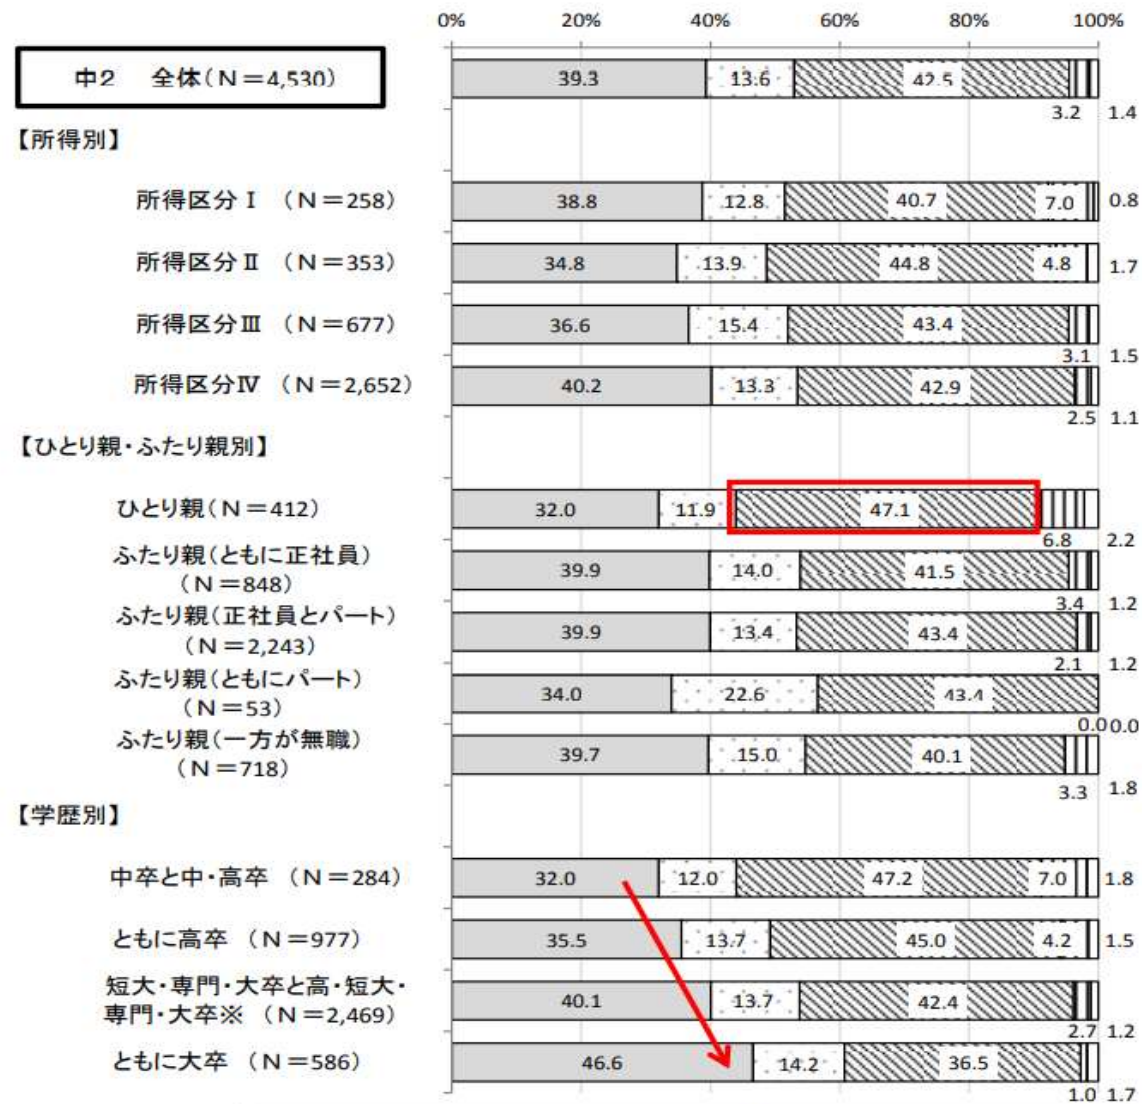 0% 20% 40% 60% 80% 100%
中2 全体(N=4,530) 39.3 13.6 42.5
3.2 1.4
【所得別】
所得区分Ⅰ (N=258) 38.8 12.8 40.7 7.0 0.8
所得区分Ⅱ (N=353) 34.8 13.9 44.8 4.8 1.7
所得区分Ⅲ (N=677) 36.6 15.4 43.4
3.1 1.5
所得区分Ⅳ (N=2,652) 40.2 13.3 42.9
2.5 1.1
【ひとり親・ふたり親別】
ひとり親(N=412) 32.0 11.9 47.1
6.8 2.2
ふたり親(ともに正社員)
(N=848) 39.9 14.0 41.5
3.4 1.2
ふたり親(正社員とパート)
(N=2,243) 39.9 13.4 43.4
2.1 1.2
ふたり親(ともにパート)
(N=53) 34.0 22.6 43.4
0.0 0.0
ふたり親(一方が無職)
(N=718) 39.7 15.0 40.1
3.3 1.8
【学歴別】
中卒と中・高卒 (N=284) 32.0 12.0 47.2 7.0 1.8
ともに高卒 (N=977) 35.5 13.7 45.0 4.2 1.5
短大・専門・大卒と高・短大・
専門・大卒※ (N=2,469) 40.1 13.7 42.4
2.7 1.2
ともに大卒 (N=586) 46.6 14.2 36.5
1.0 1.7